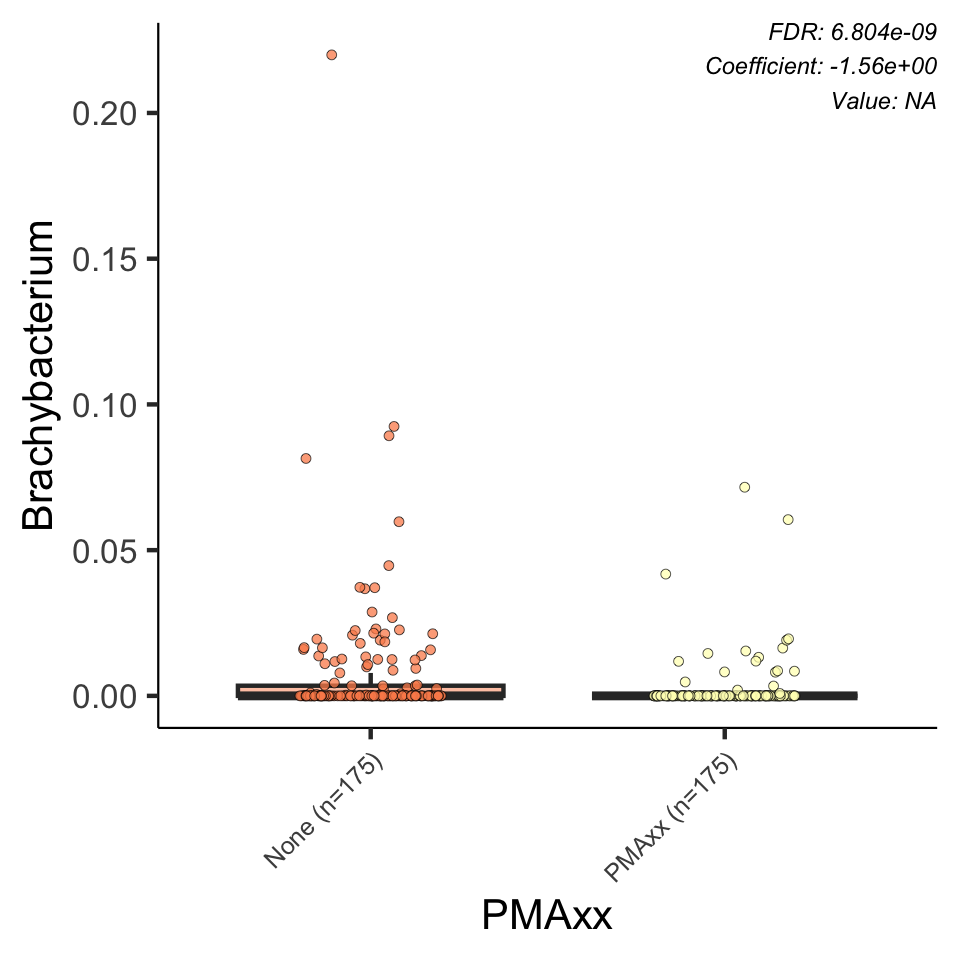 FDR: 6.804e-09
Coefficient: -1.56e+00
Value: NA
Brachybacterium
0.20
0.15
0.10
0.05
0.00
None (n=175)
PMAxx (n=175)
PMAxx